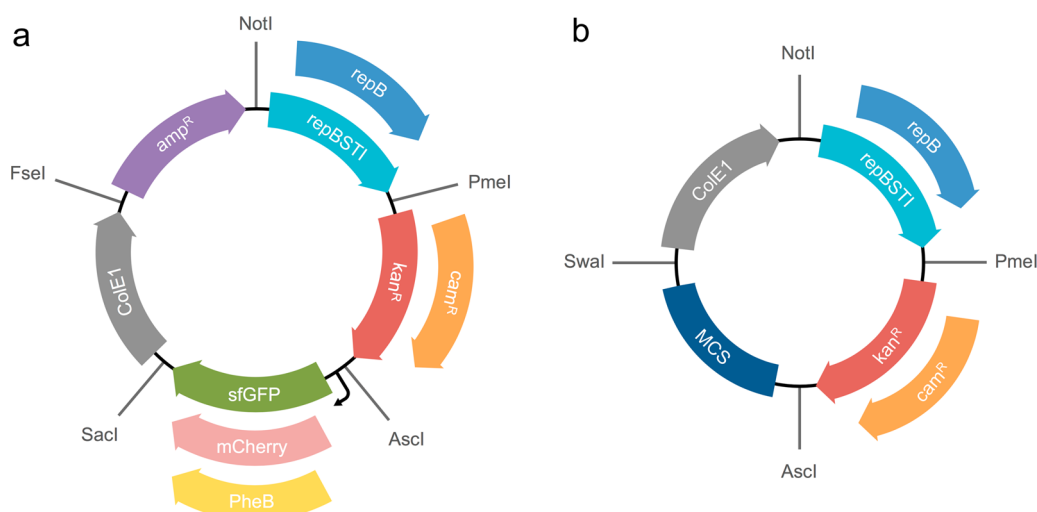 a
NotI
repB
repBSTI
ampR
FseI
PmeI
kanR
camR
ColE1
sfGFP
SacI
AscI
mCherry
PheB
b
NotI
repB
repBSTI
ColE1
SwaI
PmeI
MCS
kanR
camR
AscI